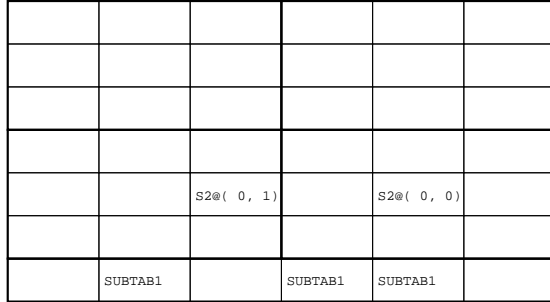 S2@( 0, 1) S2@( 0, 0)
SUBTAB1 SUBTAB1 SUBTAB1